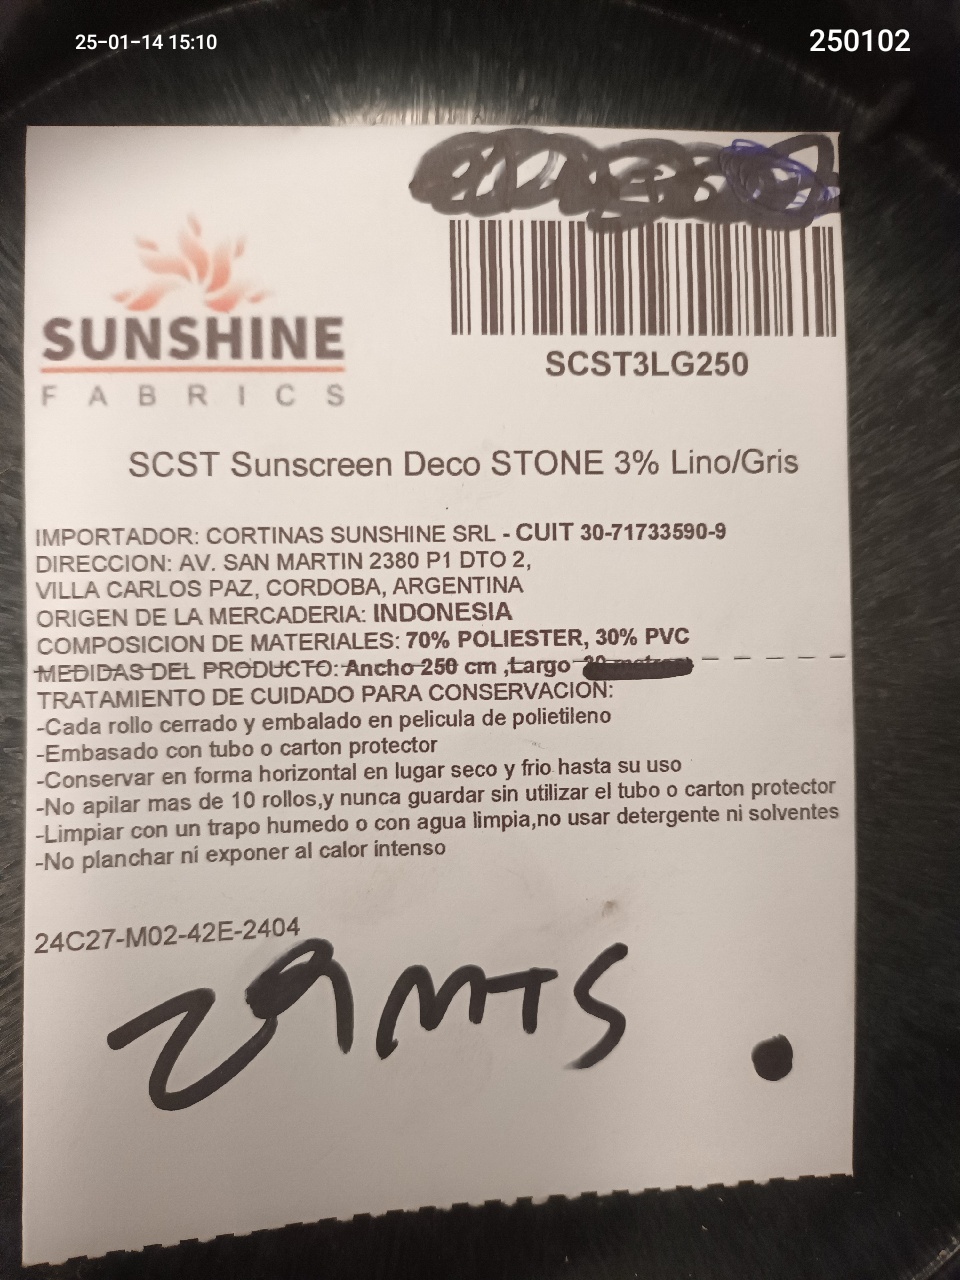 25-01-14 15:10
250102
SUNSHINE
FABRICS
SCST3LG250
SCST Sunscreen Deco STONE 3% Lino/Gris
IMPORTADOR: CORTINAS SUNSHINE SRL - CUIT 30-71733590-9
DIRECCION: AV. SAN MARTIN 2380 P1 DTO 2,
VILLA CARLOS PAZ, CORDOBA, ARGENTINA
ORIGEN DE LA MERCADERIA: INDONESIA
COMPOSICION DE MATERIALES: 70% POLIESTER, 30% PVC
MEDIDAS DEL PRODUCTO: Ancho 250 cm ,Largo
TRATAMIENTO DE CUIDADO PARA CONSERVACION:
-Cada rollo cerrado y embalado en pelicula de polietileno
-Embasado con tubo o carton protector
-Conservar en forma horizontal en lugar seco y frio hasta su uso
-No apilar mas de 10 rollos,y nunca guardar sin utilizar el tubo o carton protector
-Limpiar con un trapo humedo o con agua limpia,no usar detergente ni solventes
-No planchar ni exponer al calor intenso
24C27-M02-42E-2404
29 MTS